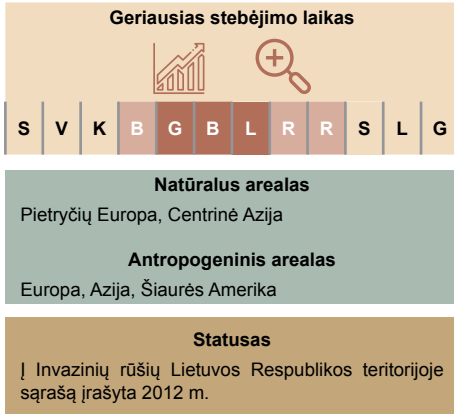 Geriausias stebėjimo laikas
S V K B G B L R R S L G
Natūralus arealas
Pietryčių Europa, Centrinė Azija
Antropogeninis arealas
Europa, Azija, Šiaurės Amerika
Statusas
Į Invazinių rūšių Lietuvos Respublikos teritorijoje
sąrašą įrašyta 2012 m.